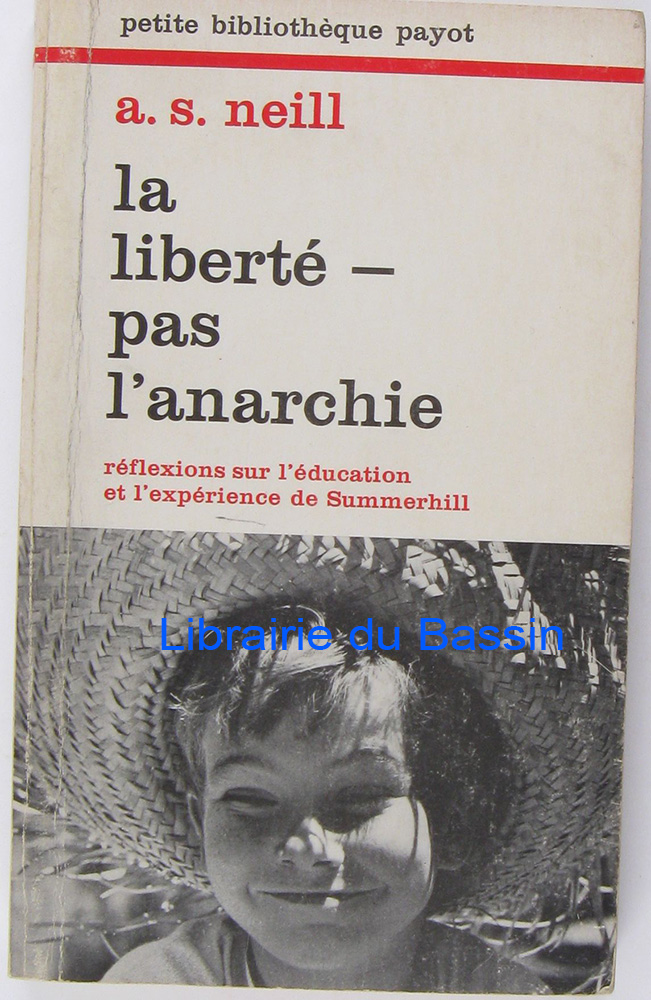 petite bibliothèque payot
a. s. neill
la
liberté —
pas
l'anarchie
réflexions sur l'éducation
et l'expérience de Summerhill
Librairie du Bassin